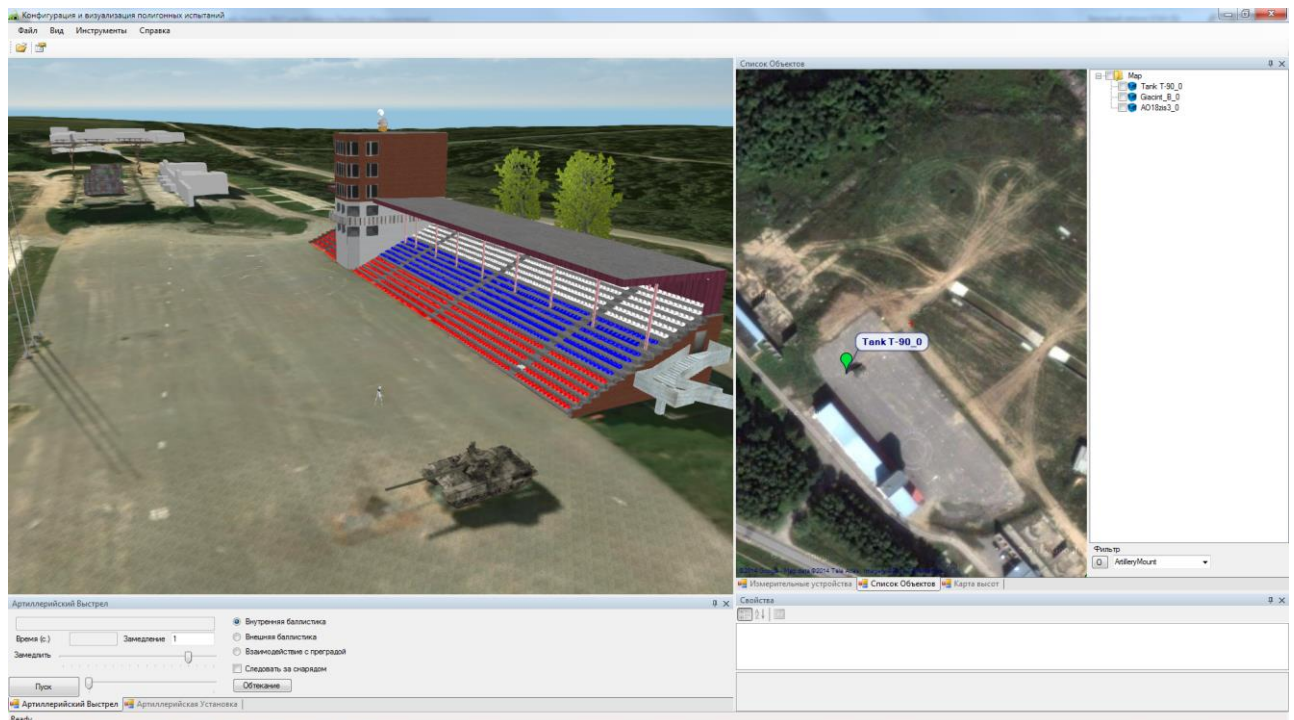 Конфигурация и визуализация полигонных испытаний
Файл Вид Инструменты Справка
Список Объектов
Map
Tank T-90_0
Giacint_B_0
AO18zis3_0
Tank T-90_0
Фильтр
ArtilleryMount
Измерительные устройства Список Объектов Карта высот
Артиллерийский Выстрел
Внутренняя баллистика
Время (с.) Замедление 1
Внешняя баллистика
Замедлить
Взаимодействие с преградой
Следовать за снарядом
Пуск
Обтекание
Артиллерийский Выстрел Артиллерийская Установка
Свойства
Ready